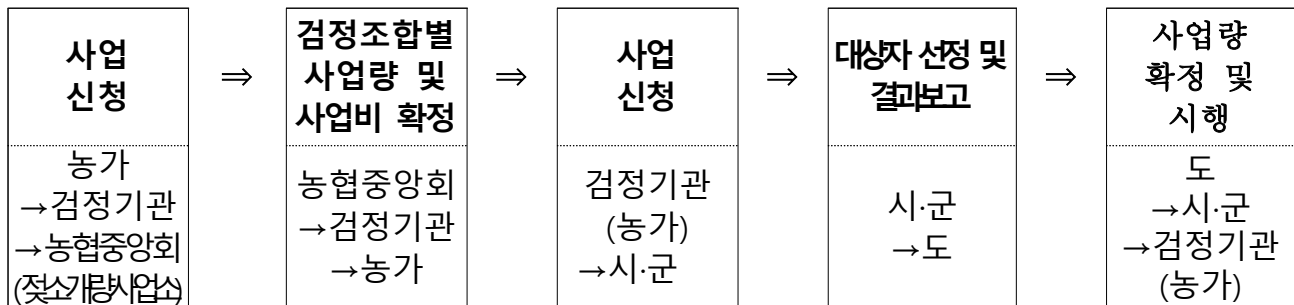 사업
신청
농가
→검정기관
→농협중앙회
(젖소개량사업소)
⇒
검정조합별
사업량 및
사업비 확정
농협중앙회
→검정기관
→농가
⇒
사업
신청
검정기관
(농가)
→시·군
⇒
대상자 선정 및
결과보고
시·군
→도
⇒
사업량
확정 및
시행
도
→시·군
→검정기관
(농가)